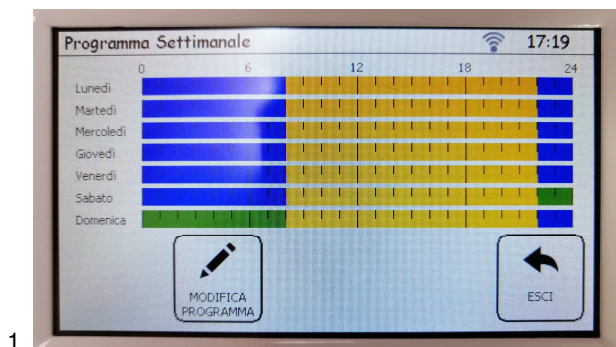 Programma Settimanale 17:19
0 6 12 18 24
Lunedì
Martedì
Mercoledì
Giovedì
Venerdì
Sabato
Domenica
MODIFICA
PROGRAMMA
ESCI
1